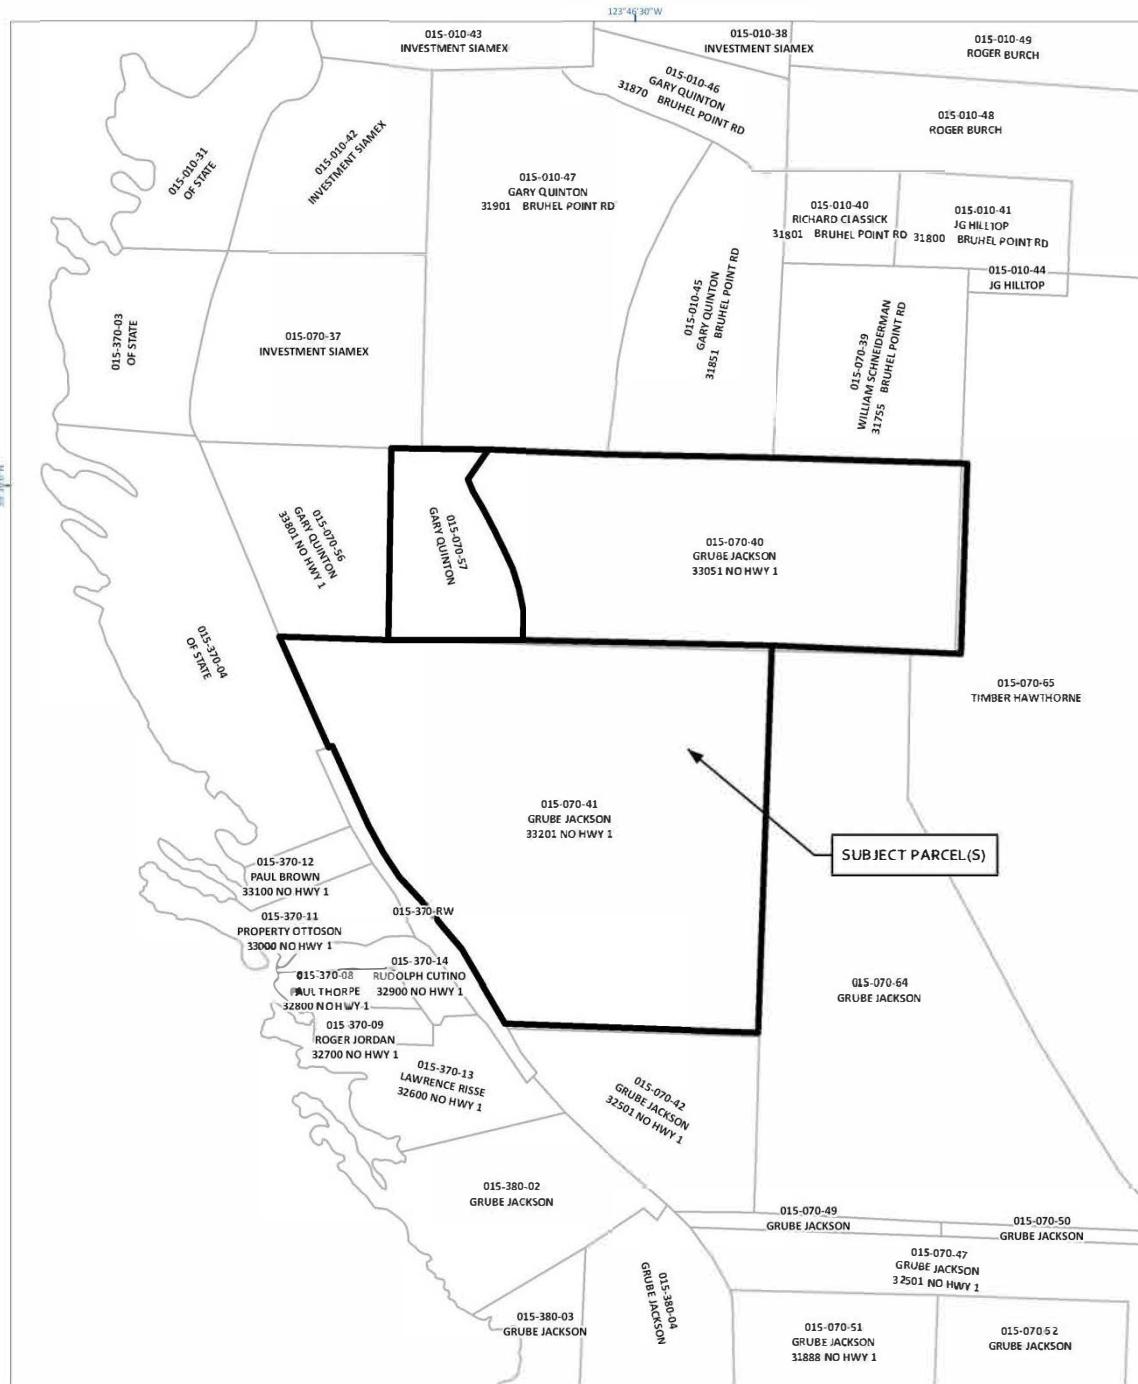 123°46'30"W
015-010-43
INVESTMENT SIAMEX
015-010-38
INVESTMENT SIAMEX
015-010-49
ROGER BURCH
015-010-46
GARY QUINTON
31870 BRUHEL POINT RD
015-010-48
ROGER BURCH
015-010-31
OF STATE
015-010-42
INVESTMENT SIAMEX
015-010-47
GARY QUINTON
31901 BRUHEL POINT RD
015-010-40
RICHARD CLASSICK
31801 BRUHEL POINT RD
015-010-41
JG HILLTOP
31800 BRUHEL POINT RD
015-010-44
JG HILLTOP
015-010-45
GARY QUINTON
31851 BRUHEL POINT RD
015-370-03
OF STATE
015-070-37
INVESTMENT SIAMEX
015-070-39
WILLIAM SCHNEIDERMAN
31755 BRUHEL POINT RD
015-070-56
GARY QUINTON
33801 NO HWY 1
015-070-57
GARY QUINTON
015-070-40
GRUBE JACKSON
33051 NO HWY 1
015-370-04
OF STATE
015-070-65
TIMBER HAWTHORNE
015-070-41
GRUBE JACKSON
33201 NO HWY 1
SUBJECT PARCEL(S)
015-370-12
PAUL BROWN
33100 NO HWY 1
015-370-RW
015-370-11
PROPERTY OTTOSON
33000 NO HWY 1
015-370-14
RUDOLPH CUTINO
32900 NO HWY 1
015-370-08
PAUL THORPE
32800 NO HWY 1
015-070-64
GRUBE JACKSON
015-370-09
ROGER JORDAN
32700 NO HWY 1
015-370-13
LAWRENCE RISSE
32600 NO HWY 1
015-070-42
GRUBE JACKSON
32501 NO HWY 1
015-380-02
GRUBE JACKSON
015-070-49
GRUBE JACKSON
015-070-50
GRUBE JACKSON
015-070-47
GRUBE JACKSON
32501 NO HWY 1
015-380-04
GRUBE JACKSON
015-380-03
GRUBE JACKSON
015-070-51
GRUBE JACKSON
31888 NO HWY 1
015-070-52
GRUBE JACKSON